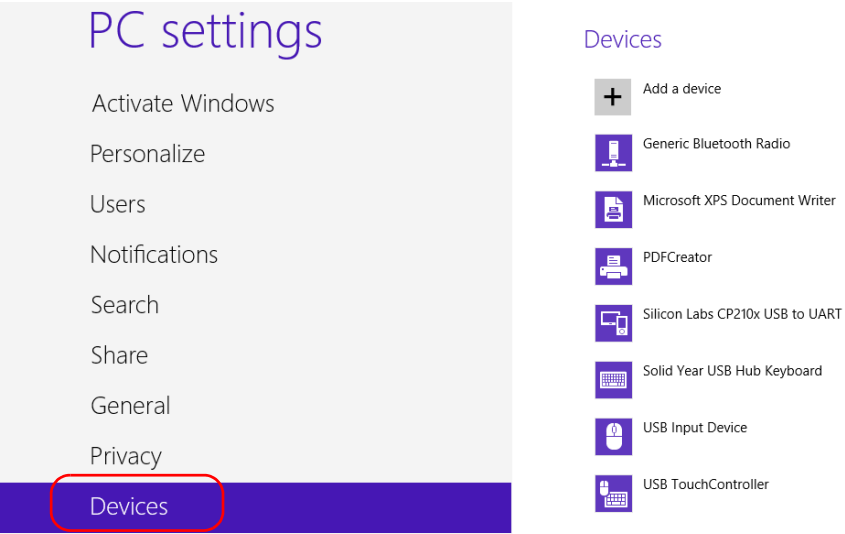 PC settings
Activate Windows
Personalize
Users
Notifications
Search
Share
General
Privacy
Devices
Devices
Add a device
Generic Bluetooth Radio
Microsoft XPS Document Writer
PDFCreator
Silicon Labs CP210x USB to UART
Solid Year USB Hub Keyboard
USB Input Device
USB TouchController